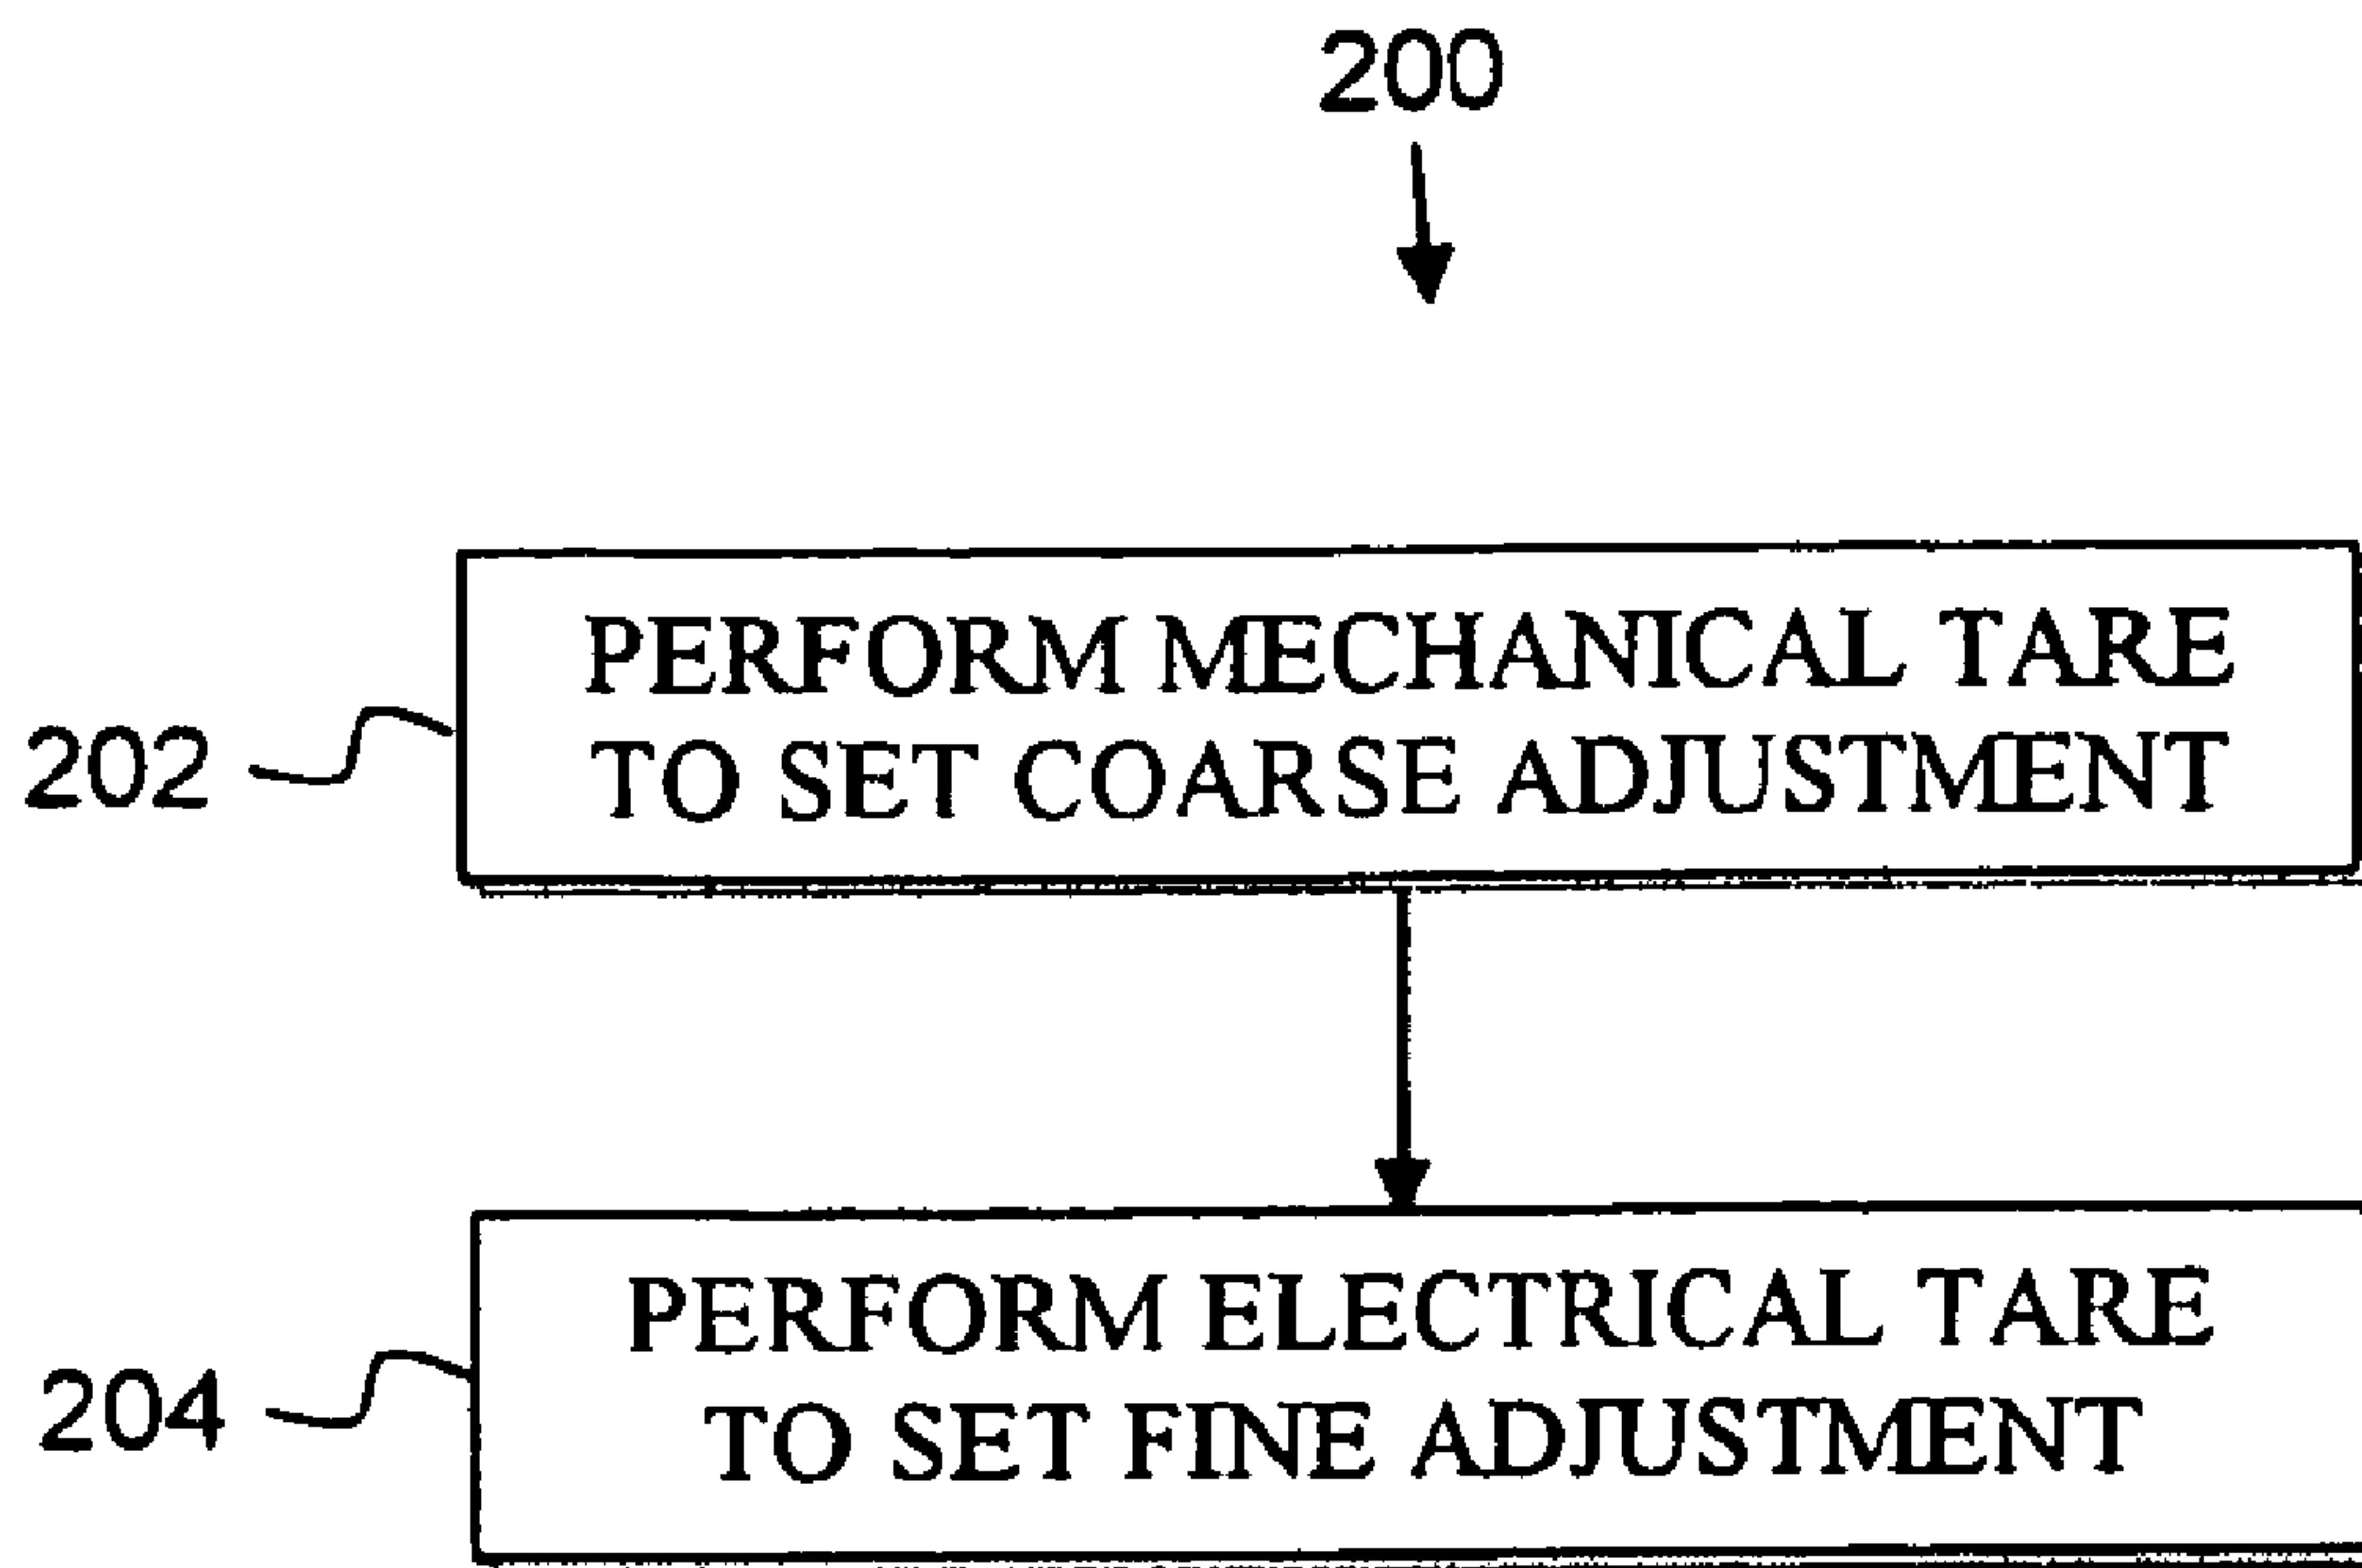 200
PERFORM MECHANICAL TARE
202
TO SET COARSE ADJUSTMENT
PERFORM ELECTRICAL TARE
204
TO SET FINE ADJUSTMENT